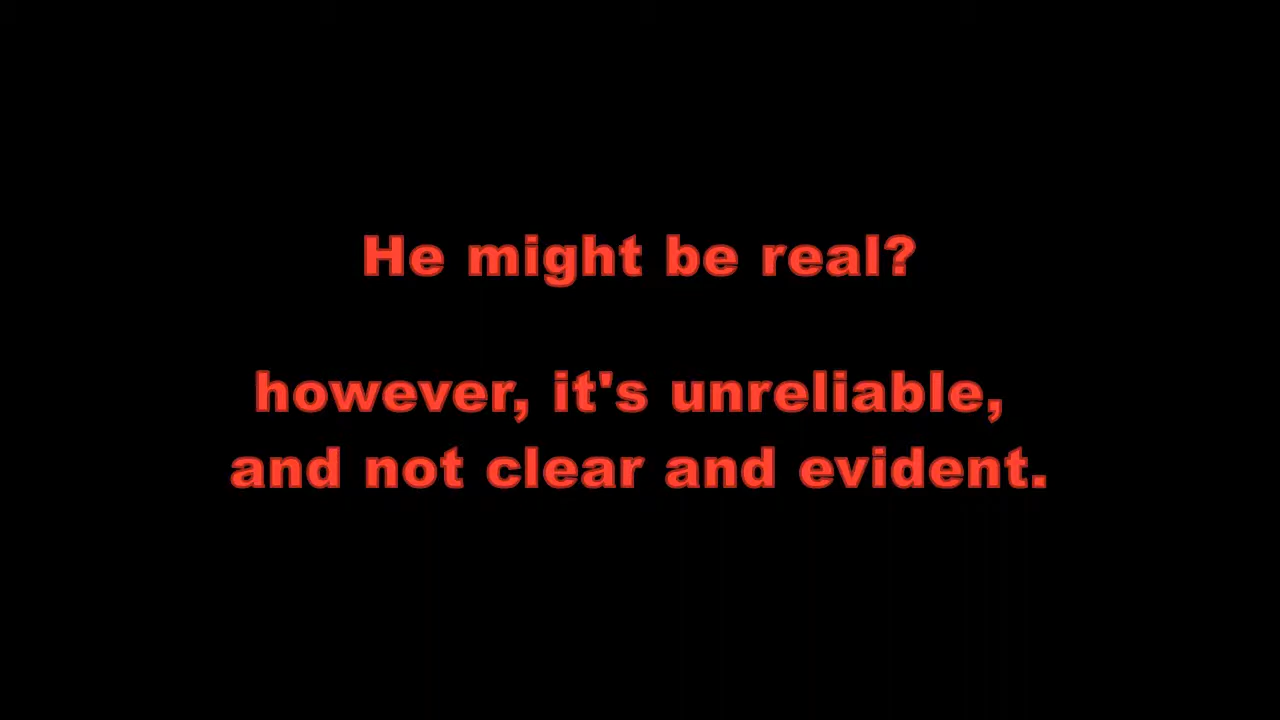 He might be real?
however, it's unreliable,
and not clear and evident.